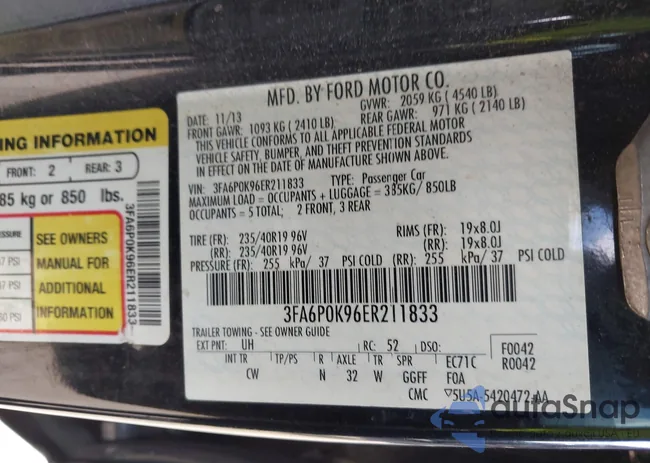 MFD. BY FORD MOTOR CO.
DATE: 11/13 GVWR: 2059 KG ( 4540 LB)
FRONT GAWR: 1093 KG ( 2410 LB) REAR GAWR: 971 KG ( 2140 LB)
THIS VEHICLE CONFORMS TO ALL APPLICABLE FEDERAL MOTOR
VEHICLE SAFETY, BUMPER, AND THEFT PREVENTION STANDARDS
IN EFFECT ON THE DATE OF MANUFACTURE SHOWN ABOVE.
VIN: 3FA6P0K96ER211833 TYPE: Passenger Car
MAXIMUM LOAD = OCCUPANTS + LUGGAGE = 385KG/ 850LB
OCCUPANTS = 5 TOTAL; 2 FRONT, 3 REAR
TIRE (FR): 235/40R19 96V RIMS (FR): 19x8.0J
(RR): 235/40R19 96V (RR): 19x8.0J
PRESSURE (FR): 255 kPa/ 37 PSI COLD (RR): 255 kPa/ 37 PSI COLD
3FA6P0K96ER211833
TRAILER TOWING - SEE OWNER GUIDE
EXT PNT: UH RC: 52 DSO: F0042
R0042
INT TR TP/PS R AXLE TR SPR EC71C
CW N 32 W GGFF F0A
CMC ▽5U5A-5420472-AA
NG INFORMATION
FRONT: 2 REAR: 3
85 kg or 850 lbs.
SEE OWNERS
MANUAL FOR
ADDITIONAL
INFORMATION
3FA6P0K96ER211833
autoSnap